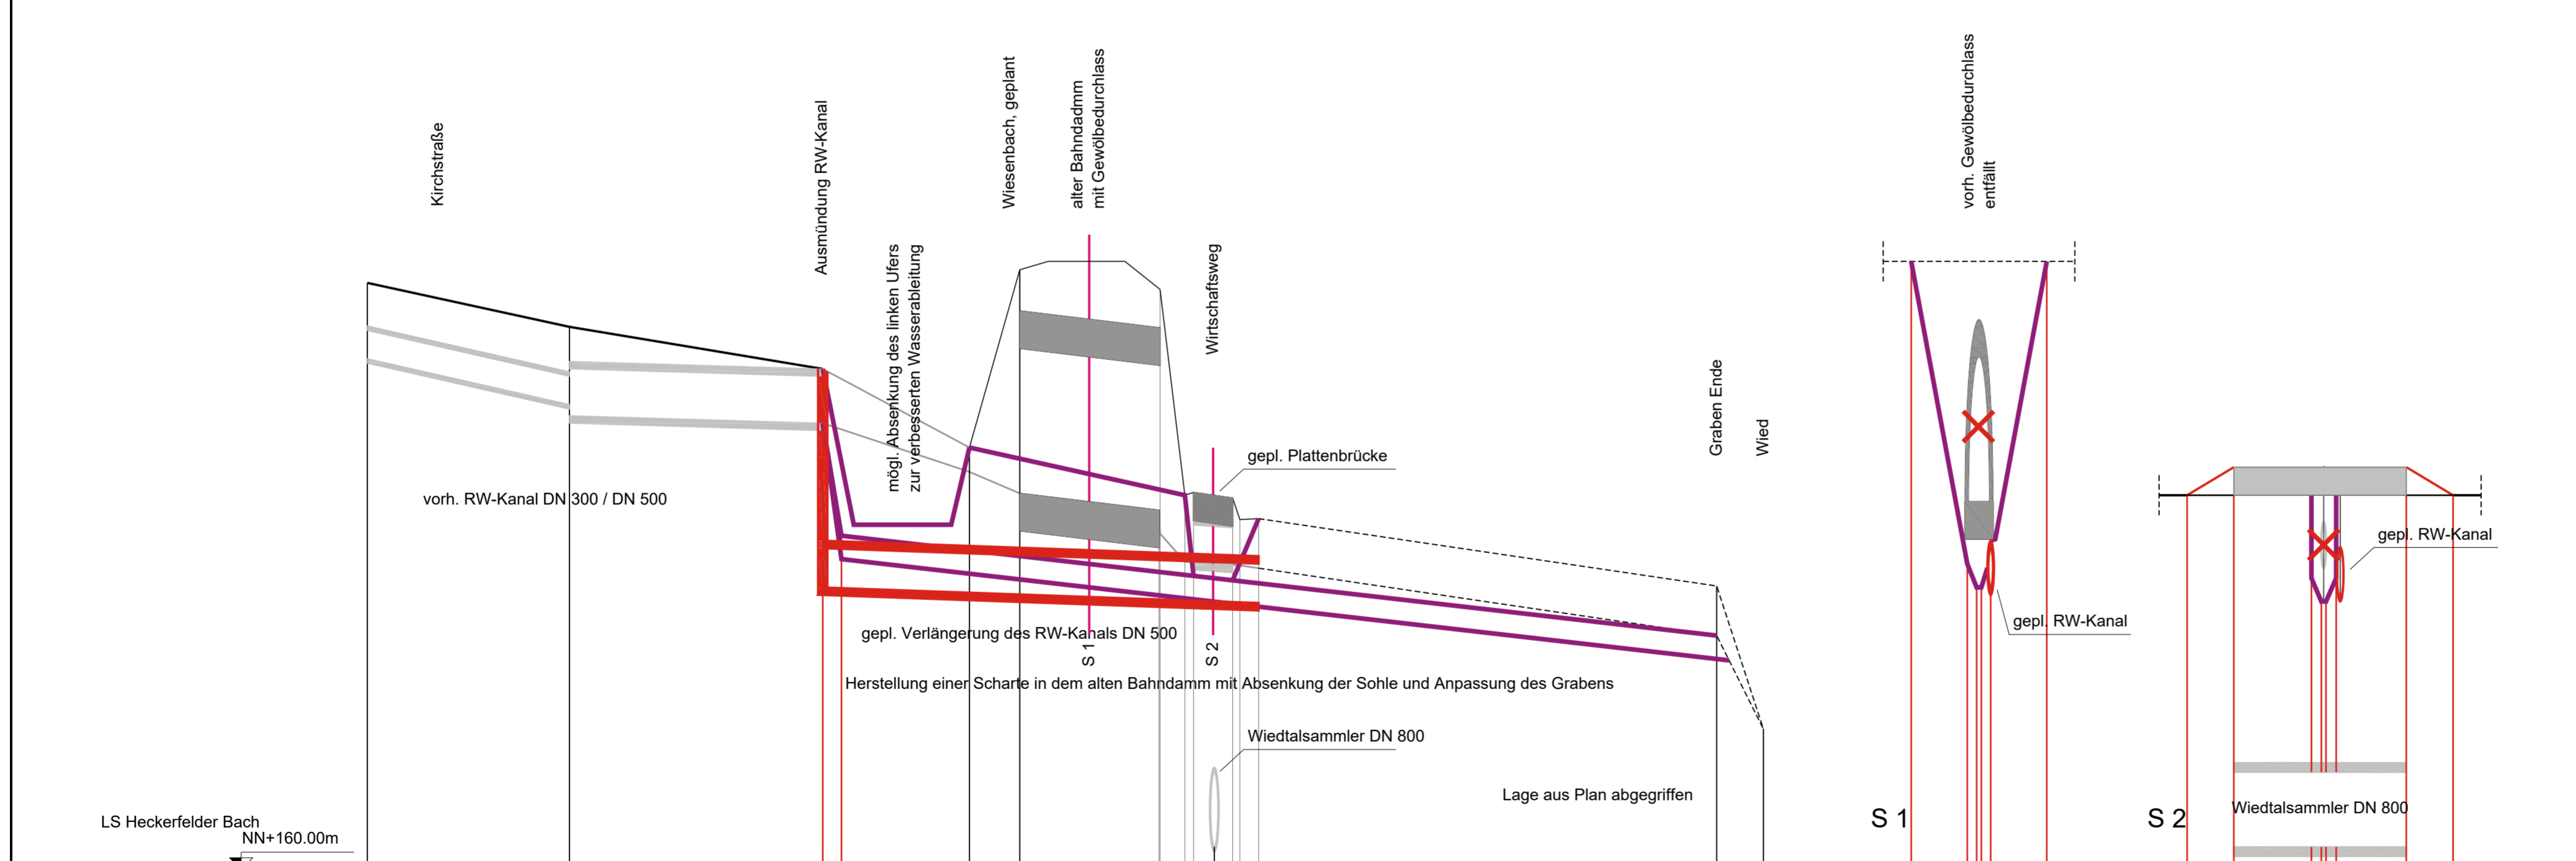 Kirchstraße
Ausmündung RW-Kanal
mögl. Absenkung des linken Ufers
zur verbesserten Wasserableitung
Wiesenbach, geplant
alter Bahndadmm
mit Gewölbedurchlass
Wirtschaftsweg
Graben Ende
Wied
vorh. Gewölbedurchlass
entfällt
gepl. Plattenbrücke
vorh. RW-Kanal DN 300 / DN 500
gepl. RW-Kanal
gepl. RW-Kanal
gepl. Verlängerung des RW-Kanals DN 500
S 1
S 2
Herstellung einer Scharte in dem alten Bahndamm mit Absenkung der Sohle und Anpassung des Grabens
Wiedtalsammler DN 800
Lage aus Plan abgegriffen
S 1
S 2
Wiedtalsammler DN 800
LS Heckerfelder Bach
NN+160.00m